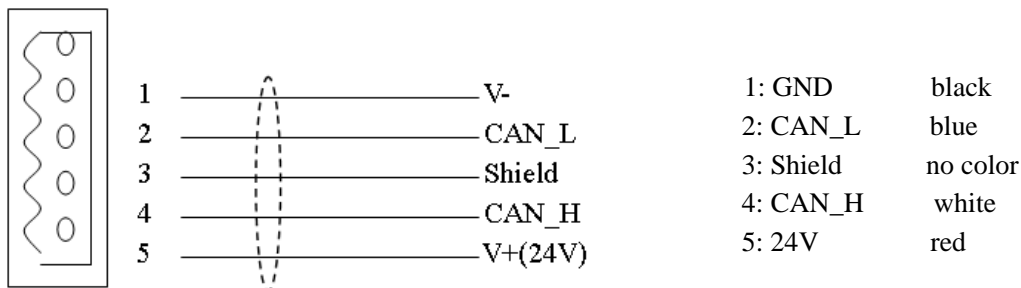 1 V- 1: GND black
2 CAN_L 2: CAN_L blue
3 Shield 3: Shield no color
4 CAN_H 4: CAN_H white
5 V+(24V) 5: 24V red